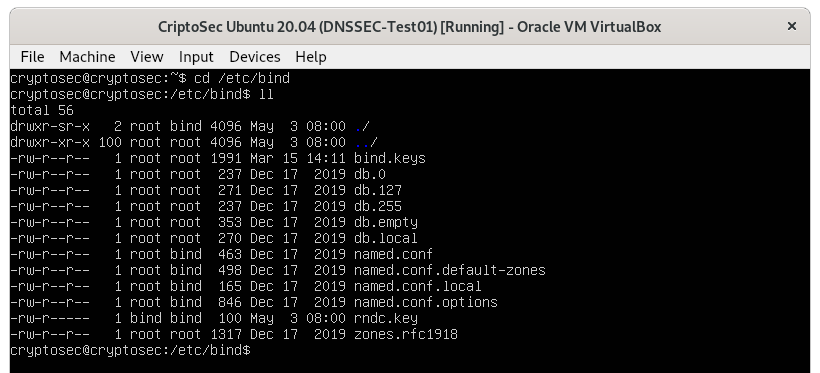 CriptoSec Ubuntu 20.04 (DNSSEC-Test01) [Running] - Oracle VM VirtualBox ×
File Machine View Input Devices Help
cryptosec@cryptosec:~$ cd /etc/bind
cryptosec@cryptosec:/etc/bind$ ll
total 56
drwxr-sr-x   2 root bind 4096 May  3 08:00 ./
drwxr-xr-x 100 root root 4096 May  3 08:00 ../
-rw-r--r--   1 root root 1991 Mar 15 14:11 bind.keys
-rw-r--r--   1 root root  237 Dec 17  2019 db.0
-rw-r--r--   1 root root  271 Dec 17  2019 db.127
-rw-r--r--   1 root root  237 Dec 17  2019 db.255
-rw-r--r--   1 root root  353 Dec 17  2019 db.empty
-rw-r--r--   1 root root  270 Dec 17  2019 db.local
-rw-r--r--   1 root bind  463 Dec 17  2019 named.conf
-rw-r--r--   1 root bind  498 Dec 17  2019 named.conf.default-zones
-rw-r--r--   1 root bind  165 Dec 17  2019 named.conf.local
-rw-r--r--   1 root bind  846 Dec 17  2019 named.conf.options
-rw-r-----   1 bind bind  100 May  3 08:00 rndc.key
-rw-r--r--   1 root root 1317 Dec 17  2019 zones.rfc1918
cryptosec@cryptosec:/etc/bind$